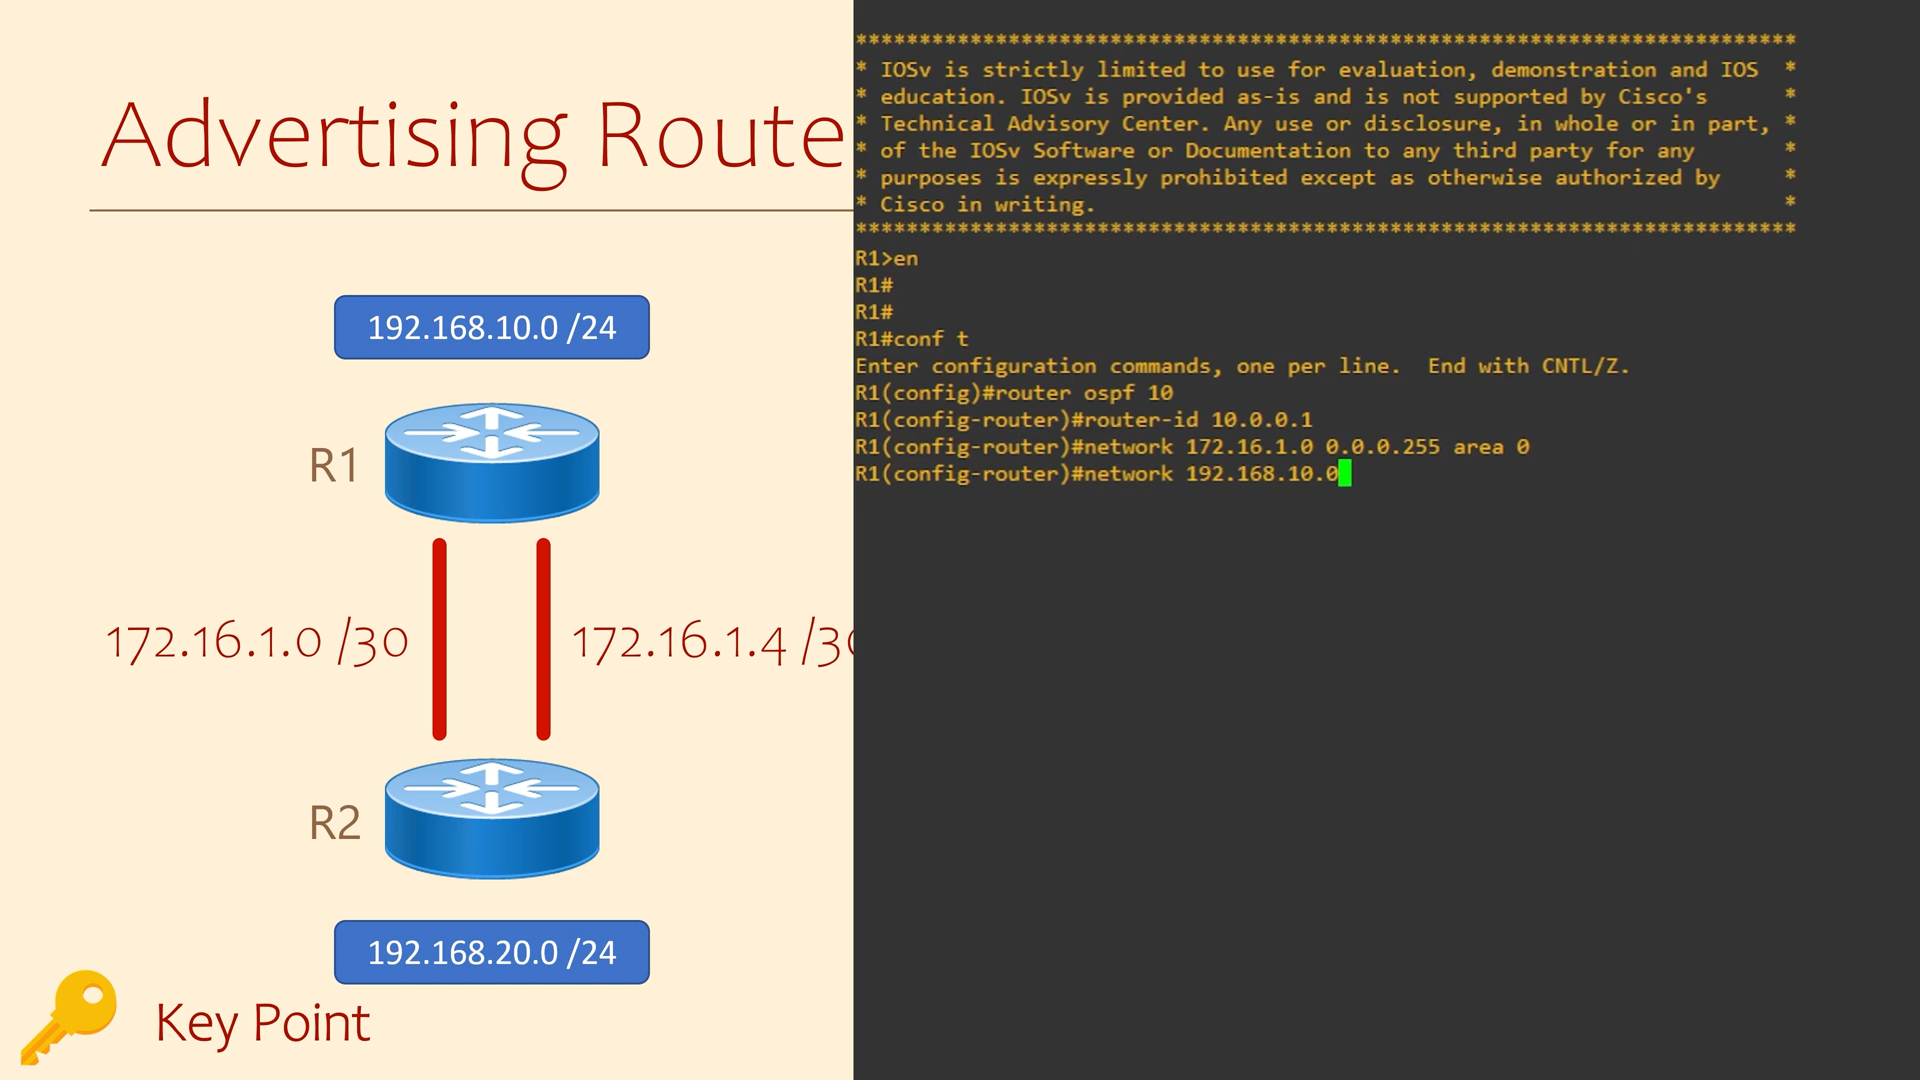 Advertising Route
192.168.10.0 /24
R1
172.16.1.0 /30
172.16.1.4 /30
R2
192.168.20.0 /24
Key Point
******************************************************************************
* IOSv is strictly limited to use for evaluation, demonstration and IOS *
* education. IOSv is provided as-is and is not supported by Cisco's *
* Technical Advisory Center. Any use or disclosure, in whole or in part, *
* of the IOSv Software or Documentation to any third party for any *
* purposes is expressly prohibited except as otherwise authorized by *
* Cisco in writing. *
******************************************************************************
R1>en
R1#
R1#
R1#conf t
Enter configuration commands, one per line.  End with CNTL/Z.
R1(config)#router ospf 10
R1(config-router)#router-id 10.0.0.1
R1(config-router)#network 172.16.1.0 0.0.0.255 area 0
R1(config-router)#network 192.168.10.0